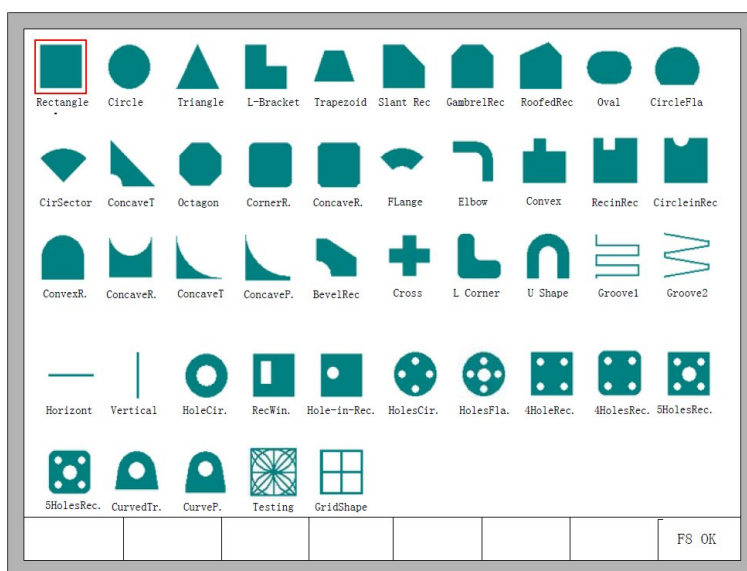 Rectangle Circle Triangle L-Bracket Trapezoid Slant Rec GambrelRec RoofedRec Oval CircleFla
CirSector ConcaveT Octagon CornerR. ConcaveR. FLange Elbow Convex RecinRec CircleinRec
ConvexR. ConcaveR. ConcaveT ConcaveP. BevelRec Cross L Corner U Shape Groove1 Groove2
Horizont Vertical HoleCir. RecWin. Hole-in-Rec. HolesCir. HolesFla. 4HoleRec. 4HolesRec. 5HolesRec.
5HolesRec. CurvedTr. CurveP. Testing GridShape
F8 OK